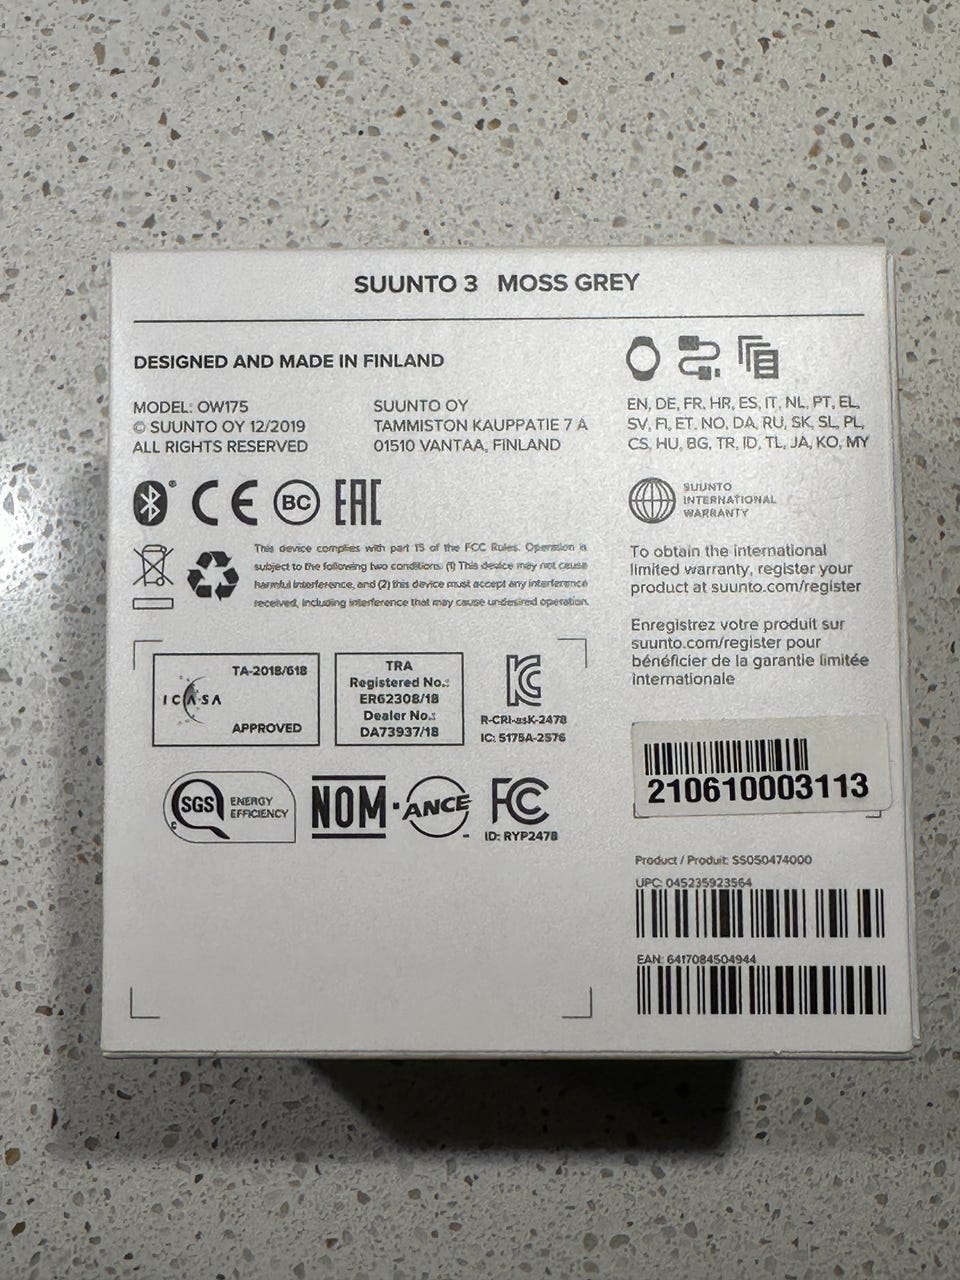 SUUNTO 3 MOSS GREY
DESIGNED AND MADE IN FINLAND
MODEL: OW175
© SUUNTO OY 12/2019
ALL RIGHTS RESERVED
SUUNTO OY
TAMMISTON KAUPPATIE 7 A
01510 VANTAA, FINLAND
EN, DE, FR, HR, ES, IT, NL, PT, EL,
SV, FI, ET, NO, DA, RU, SK, SL, PL,
CS, HU, BG, TR, ID, TL, JA, KO, MY
CE BC EAC
SUUNTO
INTERNATIONAL
WARRANTY
This device complies with part 15 of the FCC Rules. Operation is
subject to the following two conditions: (1) This device may not cause
harmful interference, and (2) this device must accept any interference
received, including interference that may cause undesired operation.
To obtain the international
limited warranty, register your
product at suunto.com/register
Enregistrez votre produit sur
suunto.com/register pour
bénéficier de la garantie limitée
internationale
TA-2018/618
ICASA
APPROVED
TRA
Registered No.:
ER62308/18
Dealer No.:
DA73937/18
KC
R-CRI-asK-2478
IC: 5175A-2576
SGS ENERGY
EFFICIENCY
NOM-ANCE
FC
ID: RYP2478
210610003113
Product / Produit: SS050474000
UPC: 045235923564
EAN: 6417084504944